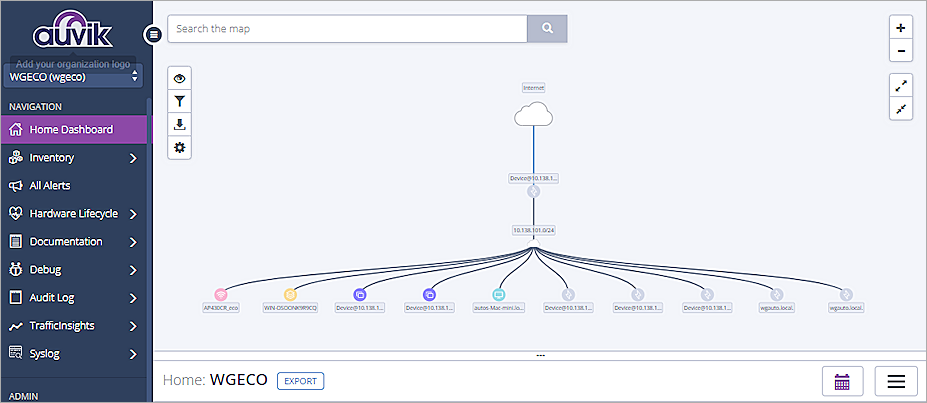 auvik
Add your organization logo
WGECO (wgeco)
NAVIGATION
Home Dashboard
Inventory
All Alerts
Hardware Lifecycle
Documentation
Debug
Audit Log
TrafficInsights
Syslog
ADMIN
Search the map
Internet
Device@10.138.1...
10.138.101.0/24
AP430CR_eco
Device@10.138.1...
Device@10.138.1...
autos-Mac-mini.lo...
Device@10.138.1...
Device@10.138.1...
Device@10.138.1...
wgauto.local.
wgauto.local.
Home: WGECO
EXPORT